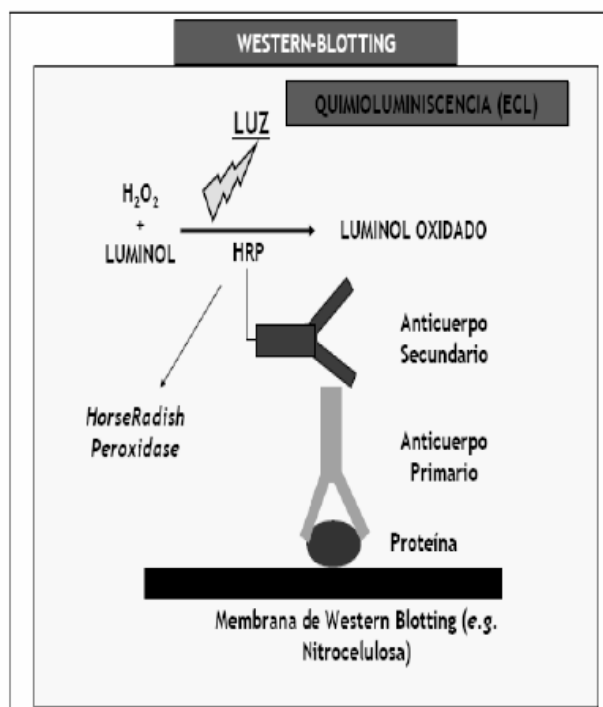 WESTERN-BLOTTING
QUIMIOLUMINISCENCIA (ECL)
LUZ
H₂O₂
+
LUMINOL
HRP
LUMINOL OXIDADO
Anticuerpo
Secundario
HorseRadish
Peroxidase
Anticuerpo
Primario
Proteína
Membrana de Western Blotting (e.g.
Nitrocelulosa)